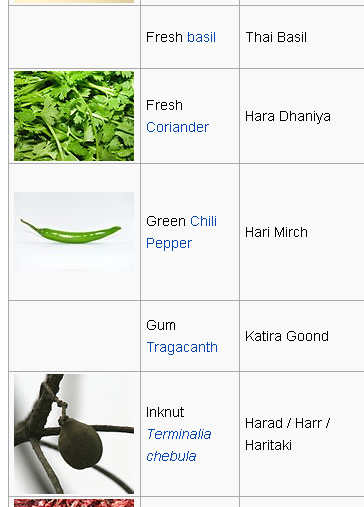 Fresh basil
Thai Basil
Fresh
Coriander
Hara Dhaniya
Green Chili
Pepper
Hari Mirch
Gum
Tragacanth
Katira Goond
Inknut
Terminalia
chebula
Harad / Harr /
Haritaki